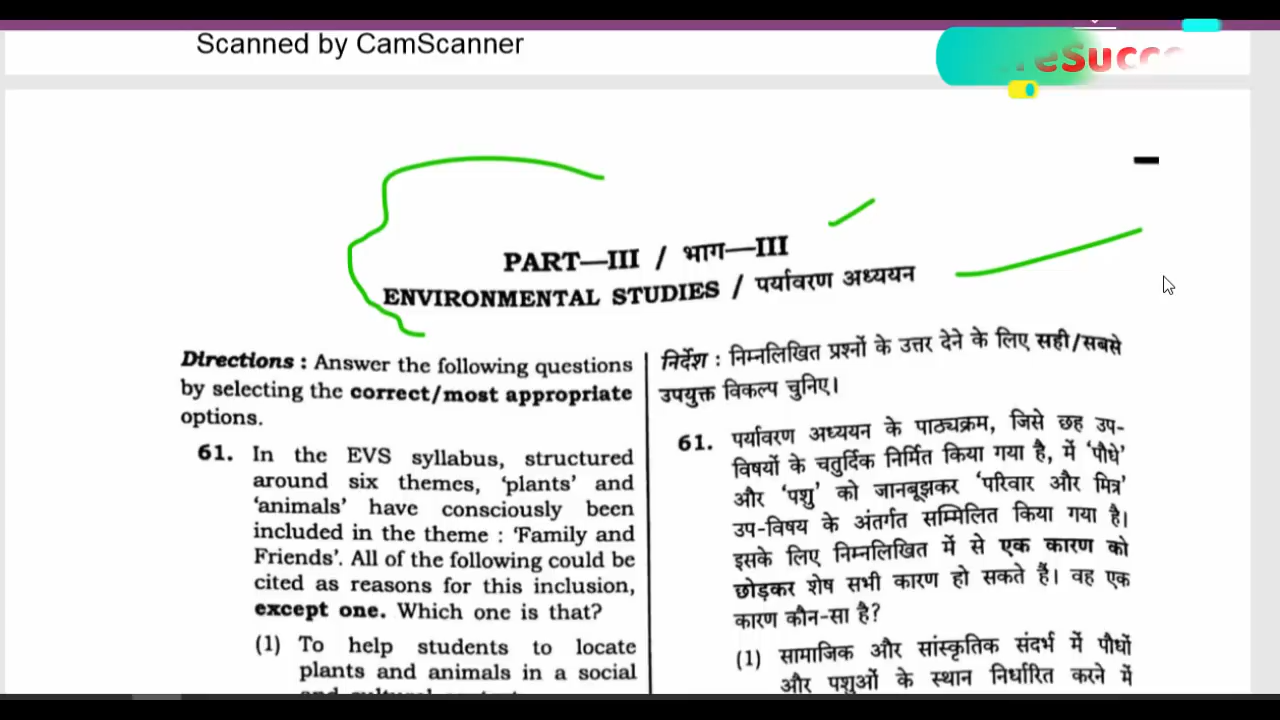 Scanned by CamScanner
PART—III / भाग—III
ENVIRONMENTAL STUDIES / पर्यावरण अध्ययन
Directions : Answer the following questions
by selecting the correct/most appropriate
options.
61. In the EVS syllabus, structured
around six themes, 'plants' and
'animals' have consciously been
included in the theme : 'Family and
Friends'. All of the following could be
cited as reasons for this inclusion,
except one. Which one is that?
(1) To help students to locate
plants and animals in a social
निर्देश : निम्नलिखित प्रश्नों के उत्तर देने के लिए सही/सबसे
उपयुक्त विकल्प चुनिए।
61. पर्यावरण अध्ययन के पाठ्यक्रम, जिसे छह उप-
विषयों के चतुर्दिक निर्मित किया गया है, में 'पौधे'
और 'पशु' को जानबूझकर 'परिवार और मित्र'
उप-विषय के अंतर्गत सम्मिलित किया गया है।
इसके लिए निम्नलिखित में से एक कारण को
छोड़कर शेष सभी कारण हो सकते हैं। वह एक
कारण कौन-सा है?
(1) सामाजिक और सांस्कृतिक संदर्भ में पौधों
और पशुओं के स्थान निर्धारित करने में